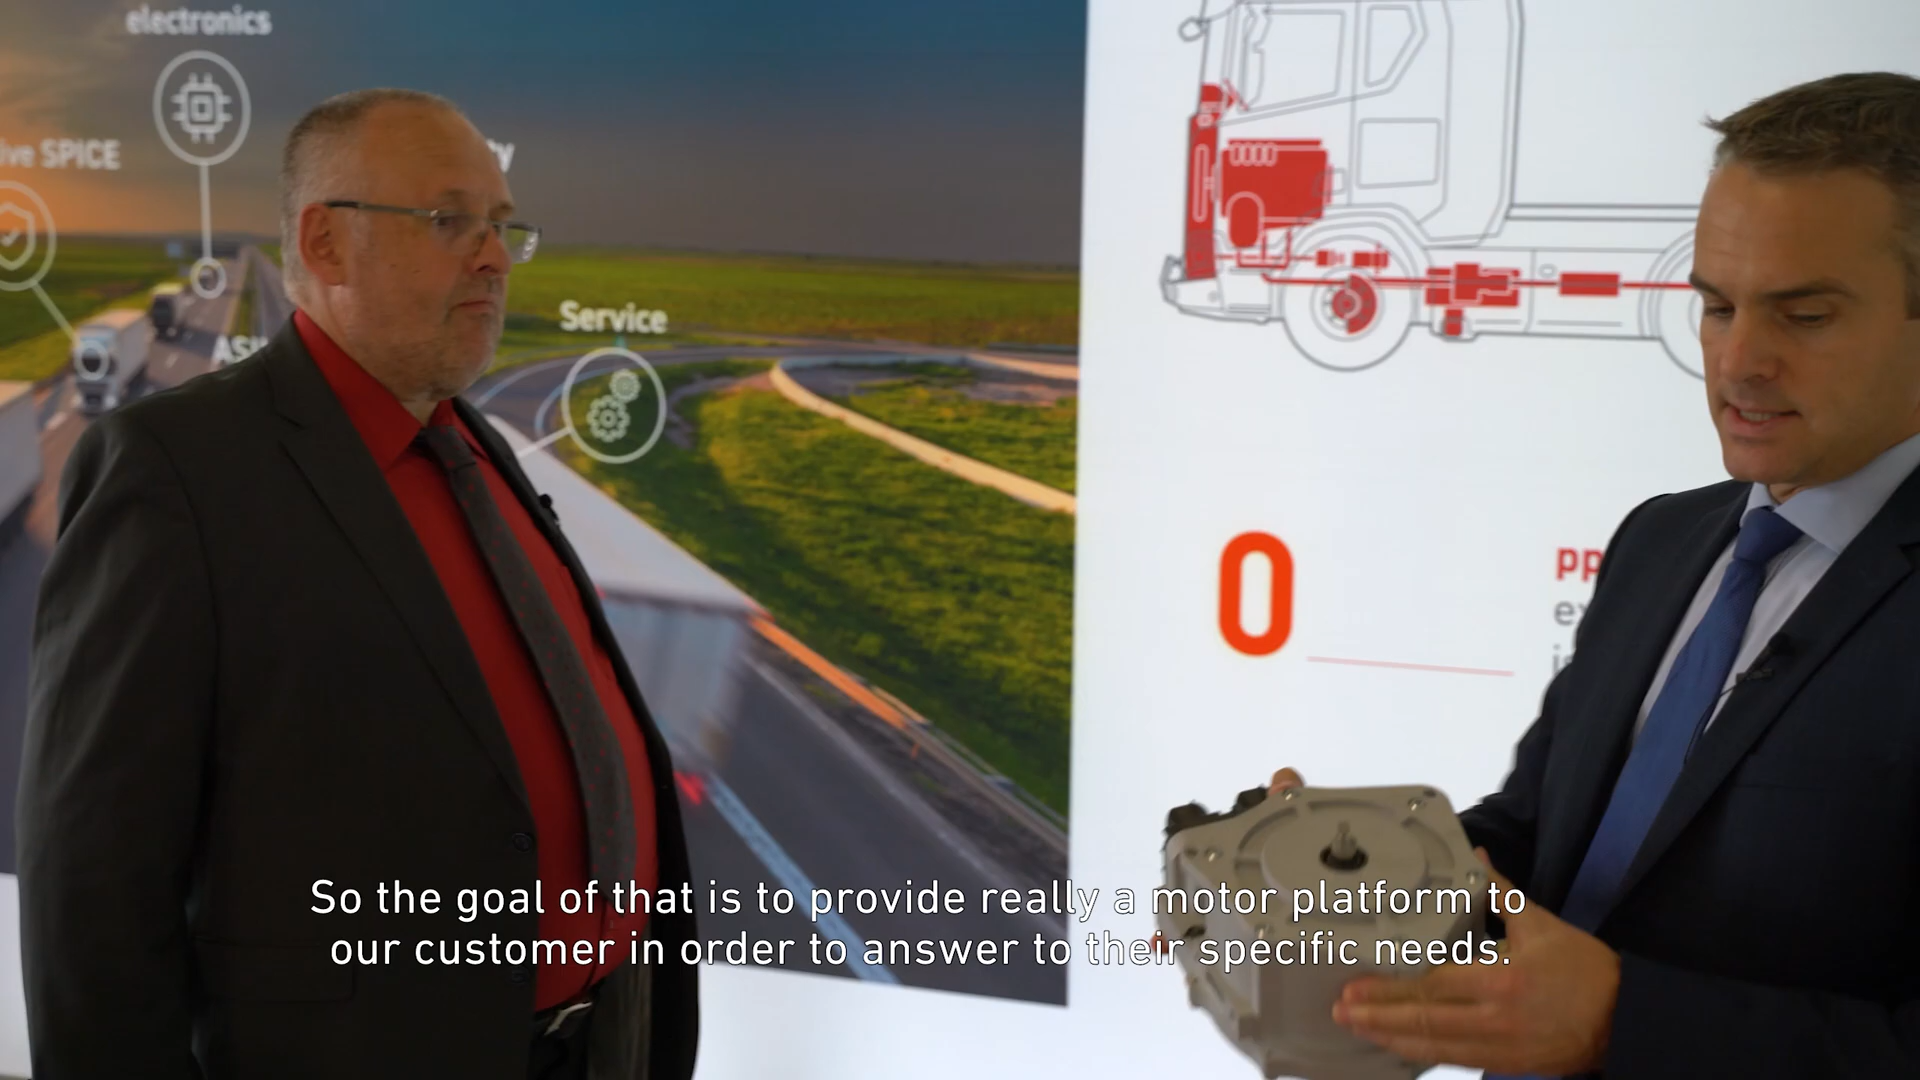 electronics
SPICE
Service
0
So the goal of that is to provide really a motor platform to
our customer in order to answer to their specific needs.